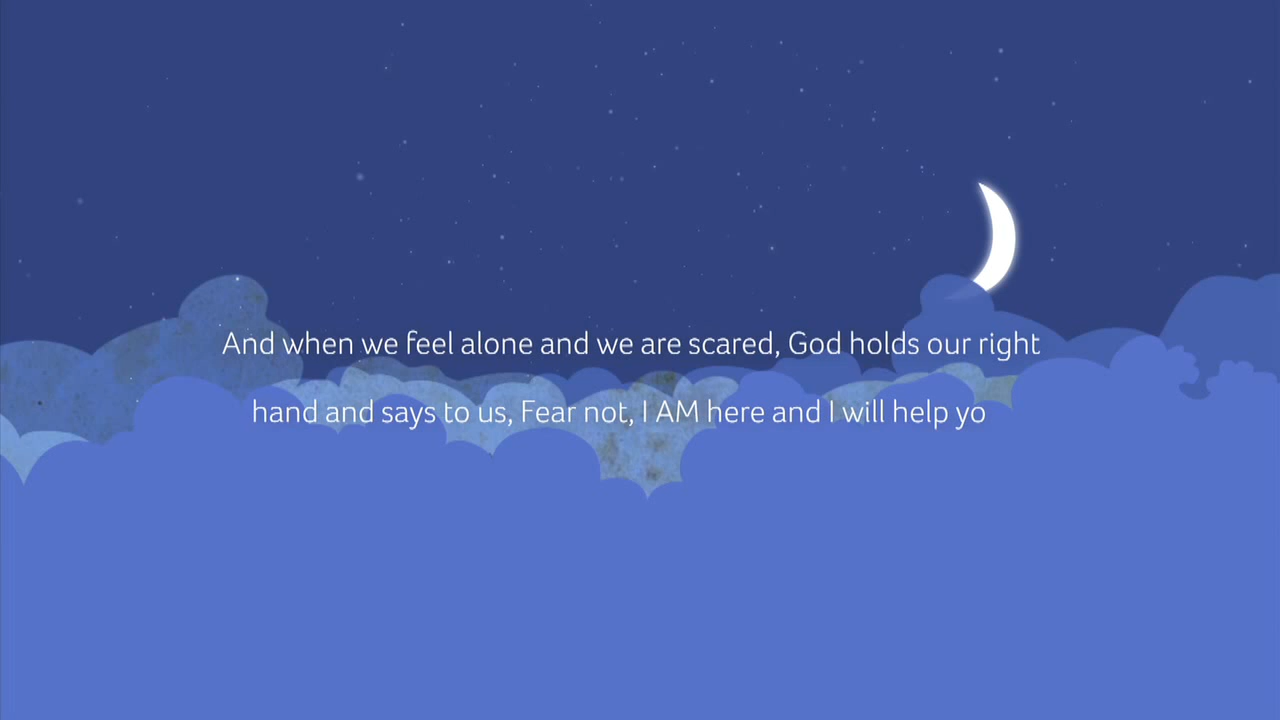 And when we feel alone and we are scared, God holds our right
hand and says to us, Fear not, I AM here and I will help yo